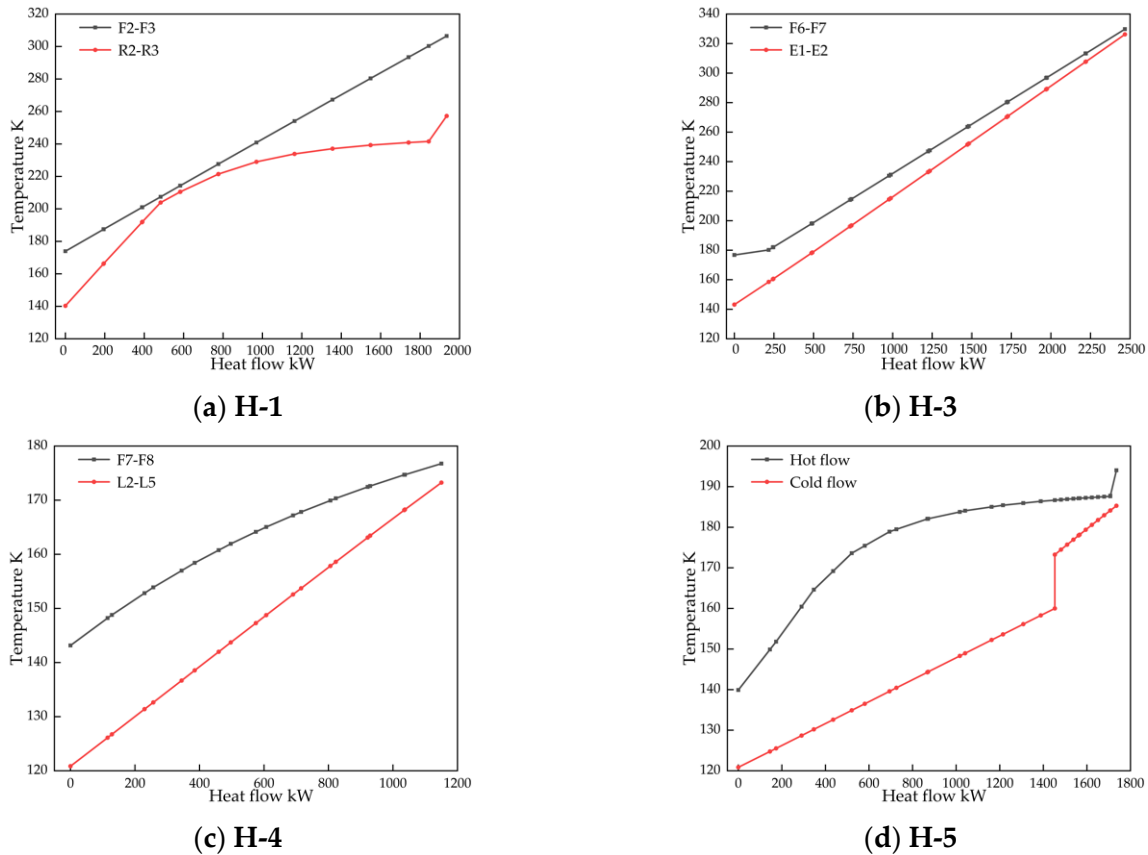 320
300
280
260
240
220
200
180
160
140
120
Temperature K
F2-F3
R2-R3
0 200 400 600 800 1000 1200 1400 1600 1800 2000
Heat flow kW
(a) H-1
340
320
300
280
260
240
220
200
180
160
140
120
Temperature K
F6-F7
E1-E2
0 250 500 750 1000 1250 1500 1750 2000 2250 2500
Heat flow kW
(b) H-3
180
170
160
150
140
130
120
Temperature K
F7-F8
L2-L5
0 200 400 600 800 1000 1200
Heat flow kW
(c) H-4
200
190
180
170
160
150
140
130
120
Temperature K
Hot flow
Cold flow
0 200 400 600 800 1000 1200 1400 1600 1800
Heat flow kW
(d) H-5